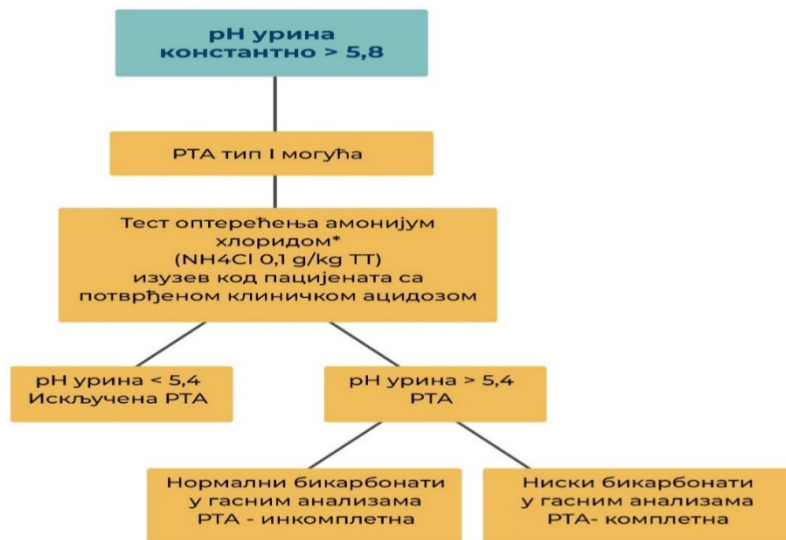 pH урина
константно > 5,8
РТА тип I могућа
Тест оптерећења амонијум
хлоридом*
(NH4Cl 0,1 g/kg ТТ)
изузев код пацијената са
потврђеном клиничком ацидозом
pH урина < 5,4
Искључена РТА
pH урина > 5,4
РТА
Нормални бикарбонати
у гасним анализама
РТА - инкомплетна
Ниски бикарбонати
у гасним анализама
РТА- комплетна